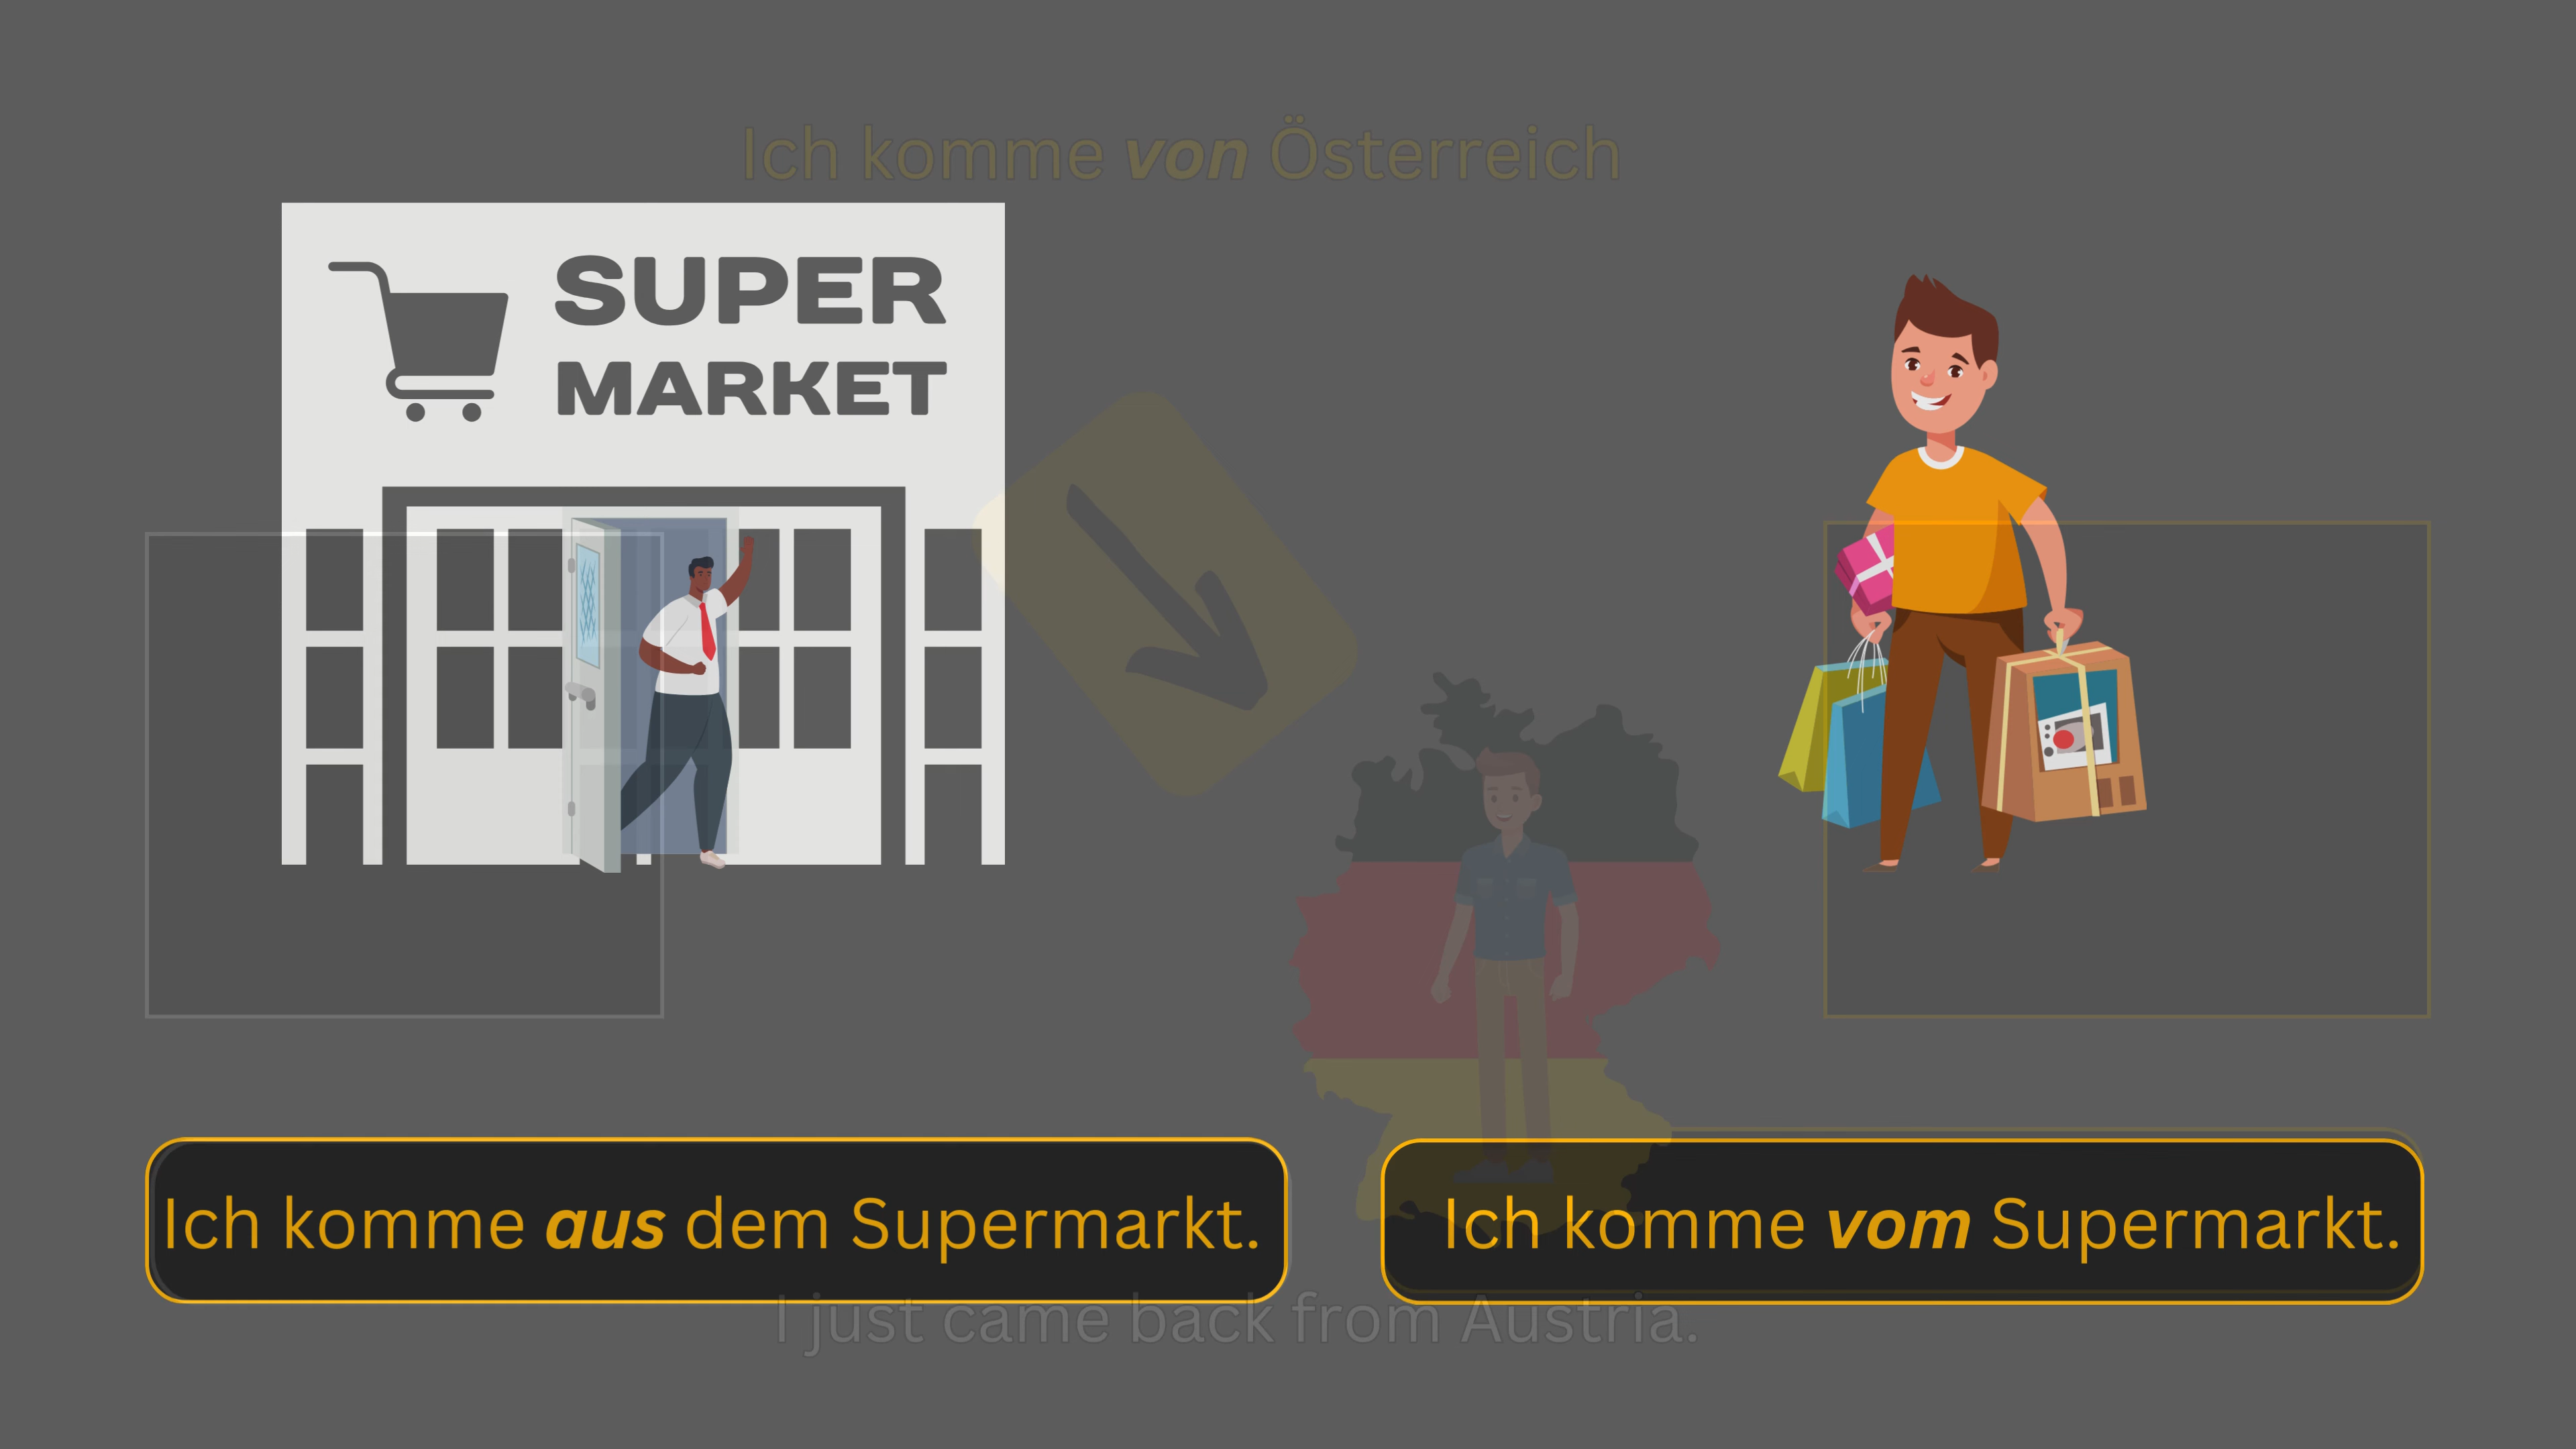 Ich komme von Österreich
SUPER
MARKET
Ich komme aus dem Supermarkt.
Ich komme vom Supermarkt.
I just came back from Austria.